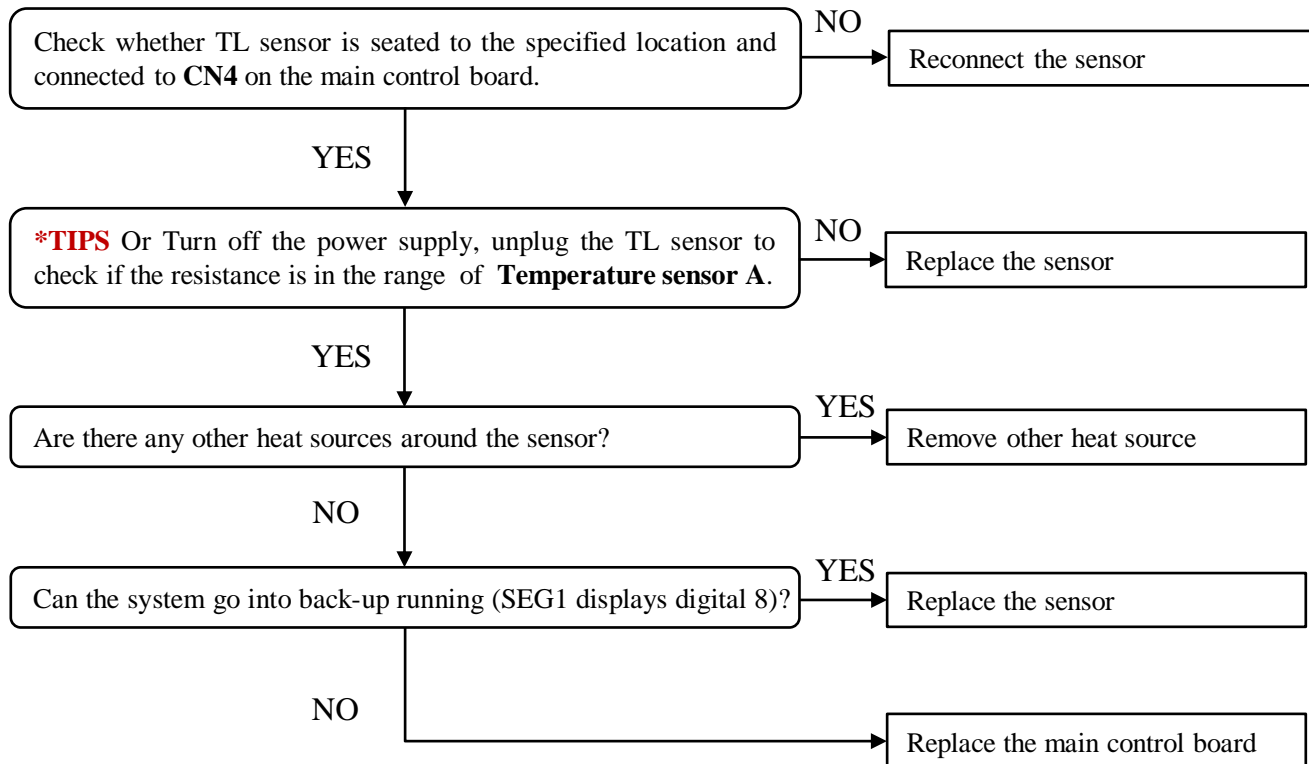 Check whether TL sensor is seated to the specified location and
connected to CN4 on the main control board.
NO
Reconnect the sensor
YES
*TIPS Or Turn off the power supply, unplug the TL sensor to
check if the resistance is in the range of Temperature sensor A.
NO
Replace the sensor
YES
Are there any other heat sources around the sensor?
YES
Remove other heat source
NO
Can the system go into back-up running (SEG1 displays digital 8)?
YES
Replace the sensor
NO
Replace the main control board